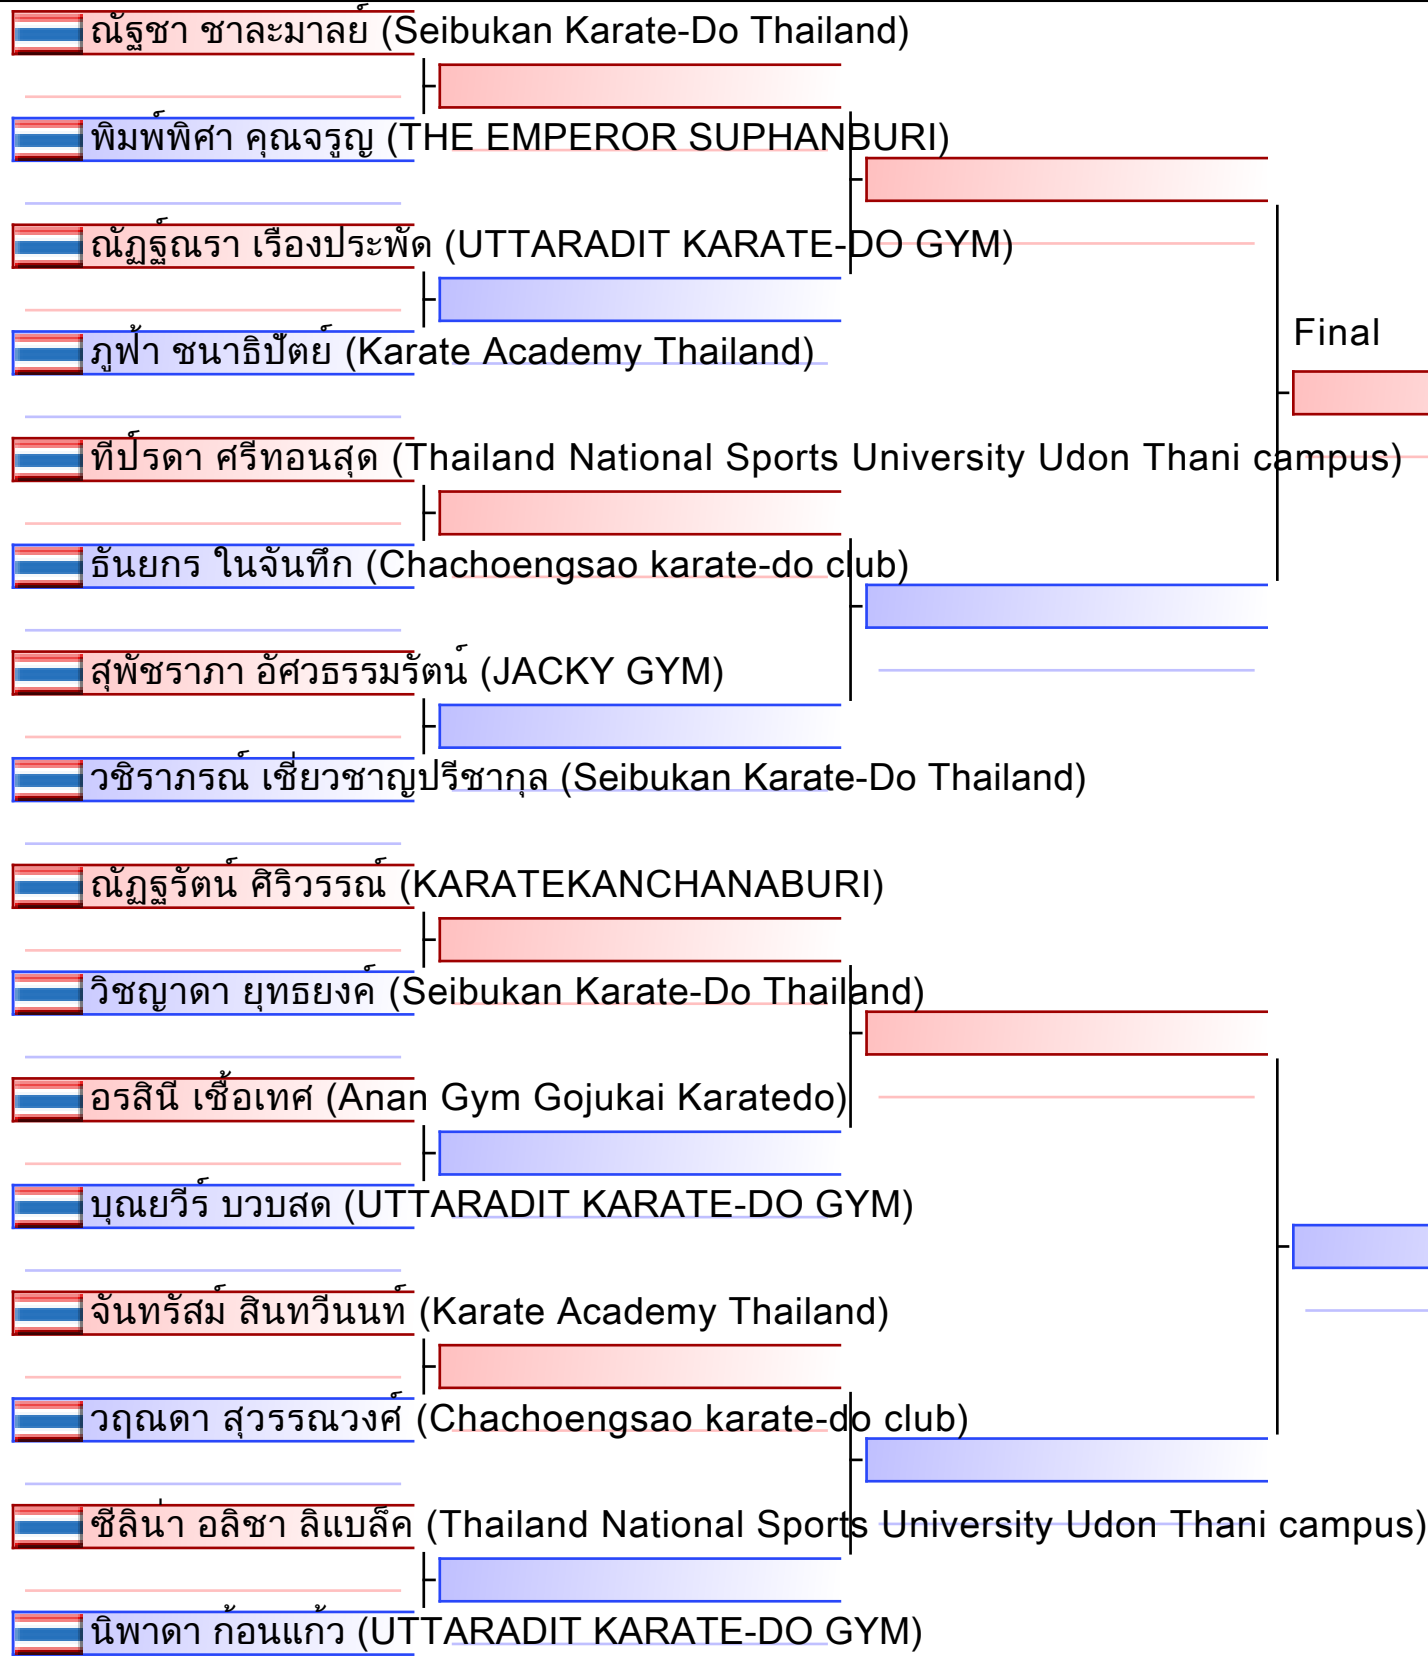 ณัฐชา ชาละมาลย์ (Seibukan Karate-Do Thailand)
พิมพ์พิศา คุณจรูญ (THE EMPEROR SUPHANBURI)
ณัฏฐ์ณรา เรืองประพัด (UTTARADIT KARATE-DO GYM)
Final
ภูฟ้า ชนาธิปัตย์ (Karate Academy Thailand)
ทีป์รดา ศรีทอนสุด (Thailand National Sports University Udon Thani campus)
ธันยกร ในจันทึก (Chachoengsao karate-do club)
สุพัชราภา อัศวธรรมรัตน์ (JACKY GYM)
วชิราภรณ์ เชี่ยวชาญปรีชากุล (Seibukan Karate-Do Thailand)
ณัฏฐรัตน์ ศิริวรรณ์ (KARATEKANCHANABURI)
วิชญาดา ยุทธยงค์ (Seibukan Karate-Do Thailand)
อรสินี เชื้อเทศ (Anan Gym Gojukai Karatedo)
บุณยวีร์ บวบสด (UTTARADIT KARATE-DO GYM)
จันทรัสม์ สินทวีนนท์ (Karate Academy Thailand)
วฤณดา สุวรรณวงศ์ (Chachoengsao karate-do club)
ซีลิน่า อลิชา ลิแบล็ค (Thailand National Sports University Udon Thani campus)
นิพาดา ก้อนแก้ว (UTTARADIT KARATE-DO GYM)